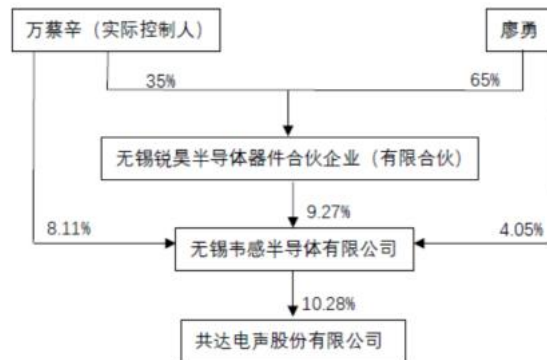 万蔡辛（实际控制人）
廖勇
35%
65%
无锡锐昊半导体器件合伙企业（有限合伙）
9.27%
8.11%
4.05%
无锡韦感半导体有限公司
10.28%
共达电声股份有限公司